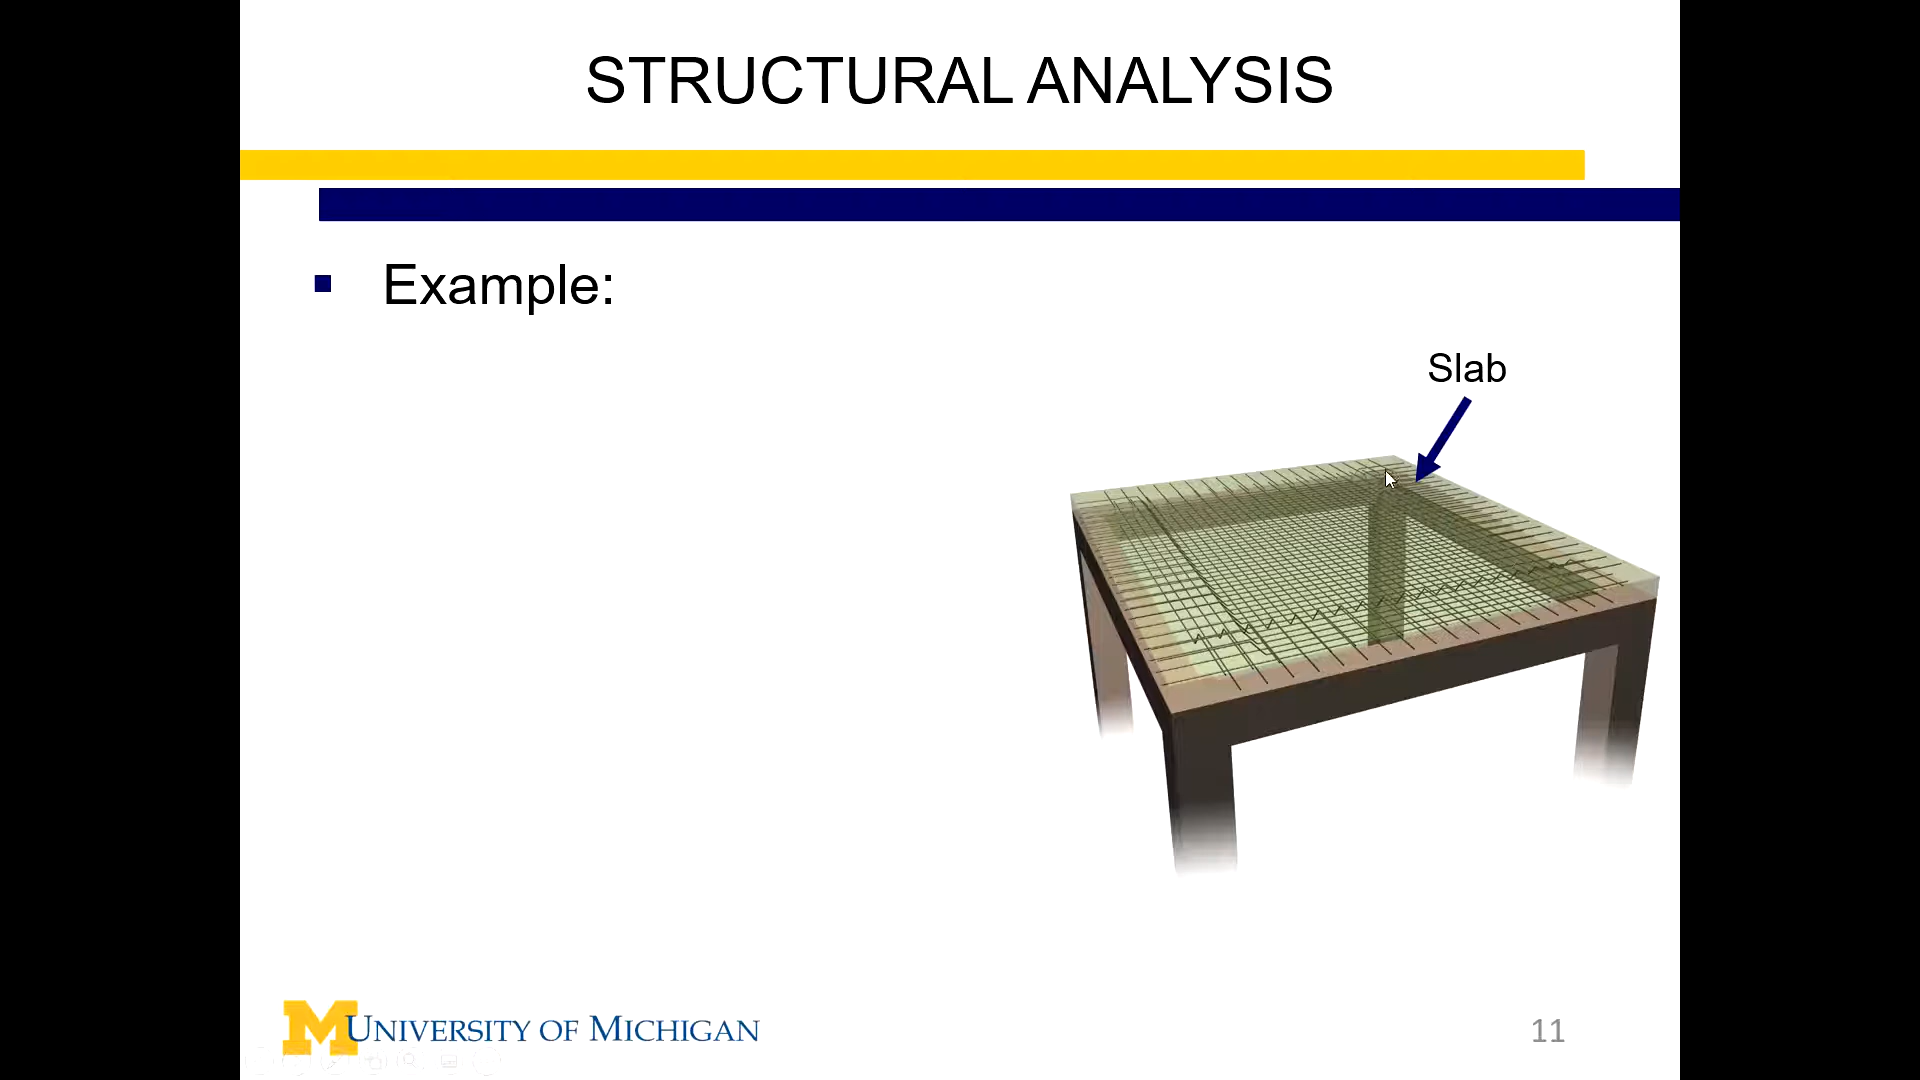 STRUCTURAL ANALYSIS
Example:
Slab
UNIVERSITY OF MICHIGAN
11